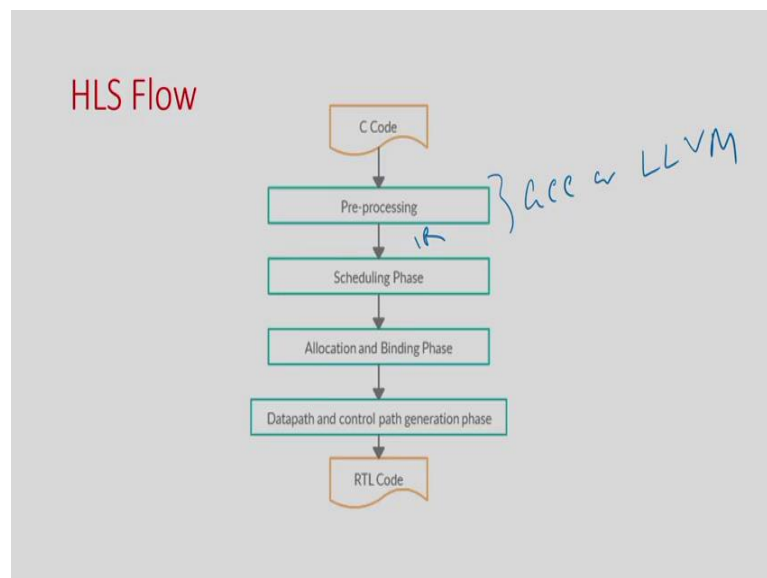 HLS Flow
C Code
Pre-processing
} GCC or LLVM
IR
Scheduling Phase
Allocation and Binding Phase
Datapath and control path generation phase
RTL Code